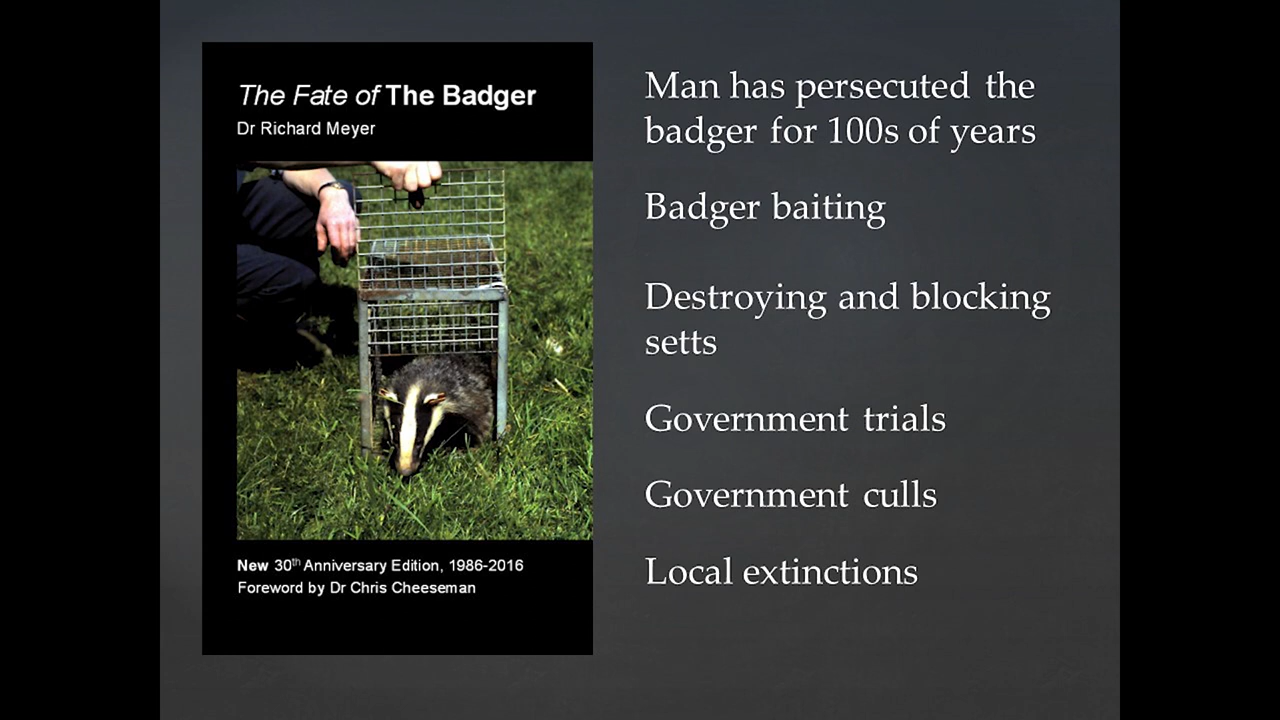 The Fate of The Badger
Dr Richard Meyer
New 30th Anniversary Edition, 1986-2016
Foreword by Dr Chris Cheeseman
Man has persecuted the
badger for 100s of years
Badger baiting
Destroying and blocking
setts
Government trials
Government culls
Local extinctions